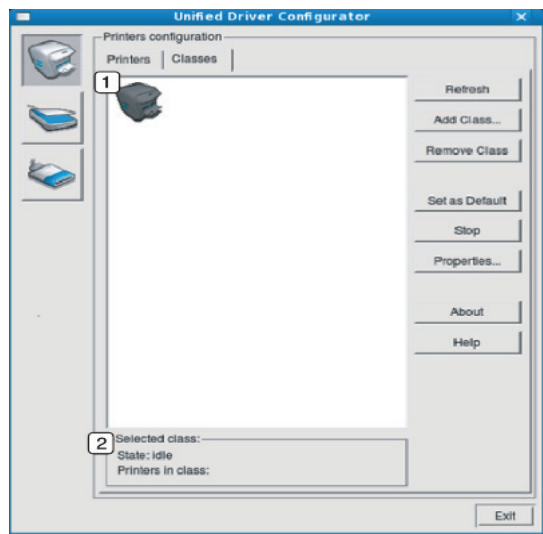 Unified Driver Configurator
Printers configuration
Printers
Classes
1
Refresh
Add Class...
Remove Class
Set as Default
Stop
Properties...
About
Help
2
Selected class:
State: idle
Printers in class:
Exit